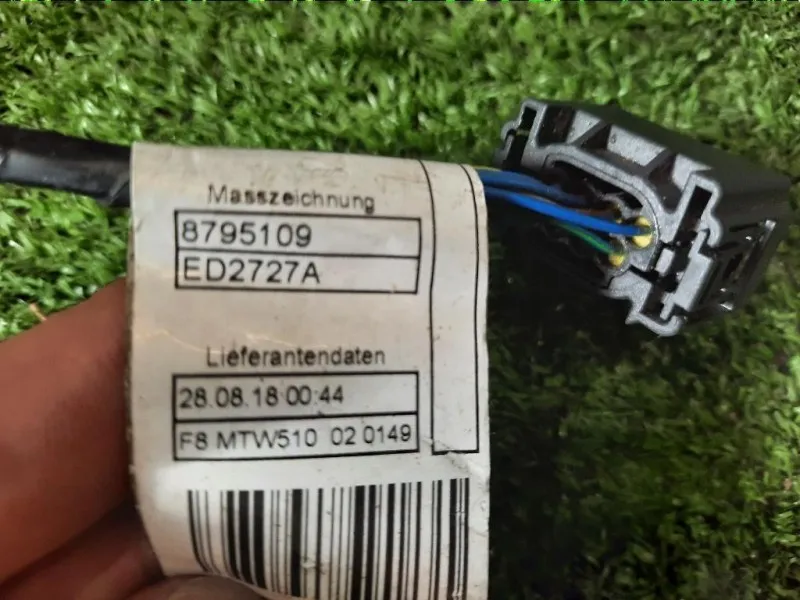 Masszeichnung
8795109
ED2727A
Lieferantendaten
28.08.18 00:44
F8 MTW510 02 0149